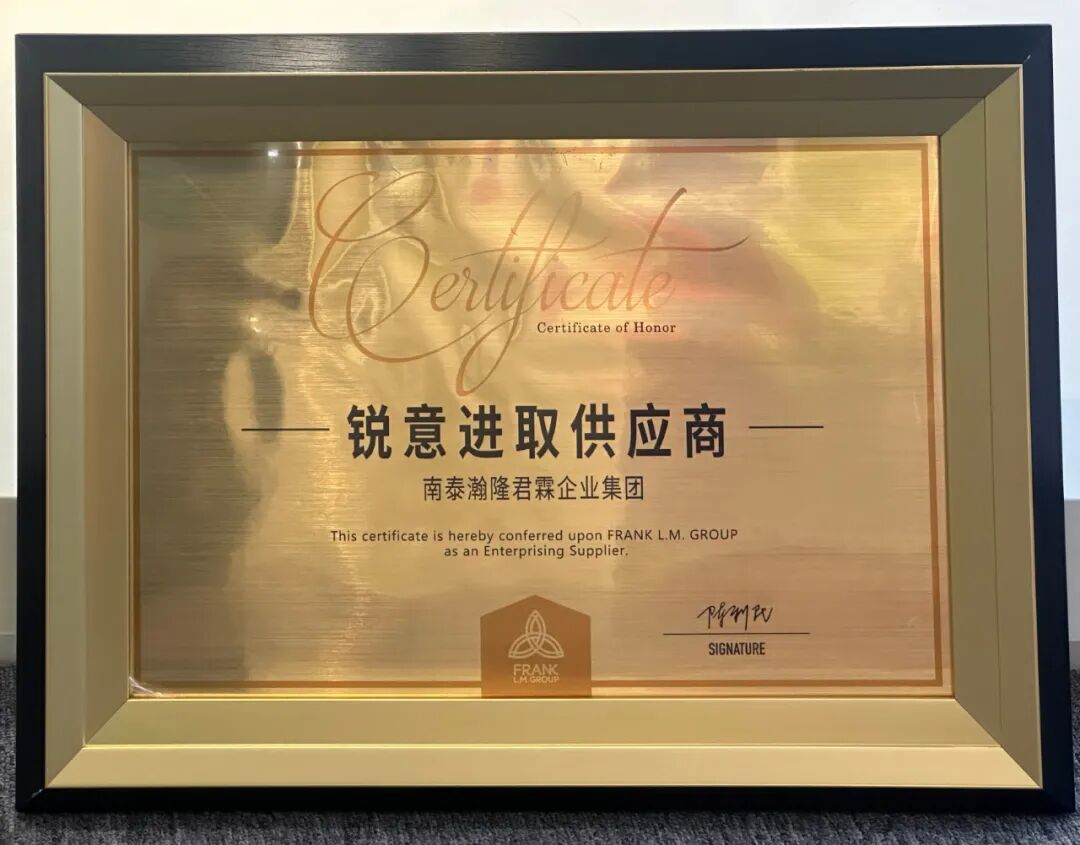 Certificate
Certificate of Honor
锐意进取供应商
南泰瀚隆君霖企业集团
This certificate is hereby conferred upon FRANK L.M. GROUP
as an Enterprising Supplier.
SIGNATURE
FRANK
L.M. GROUP